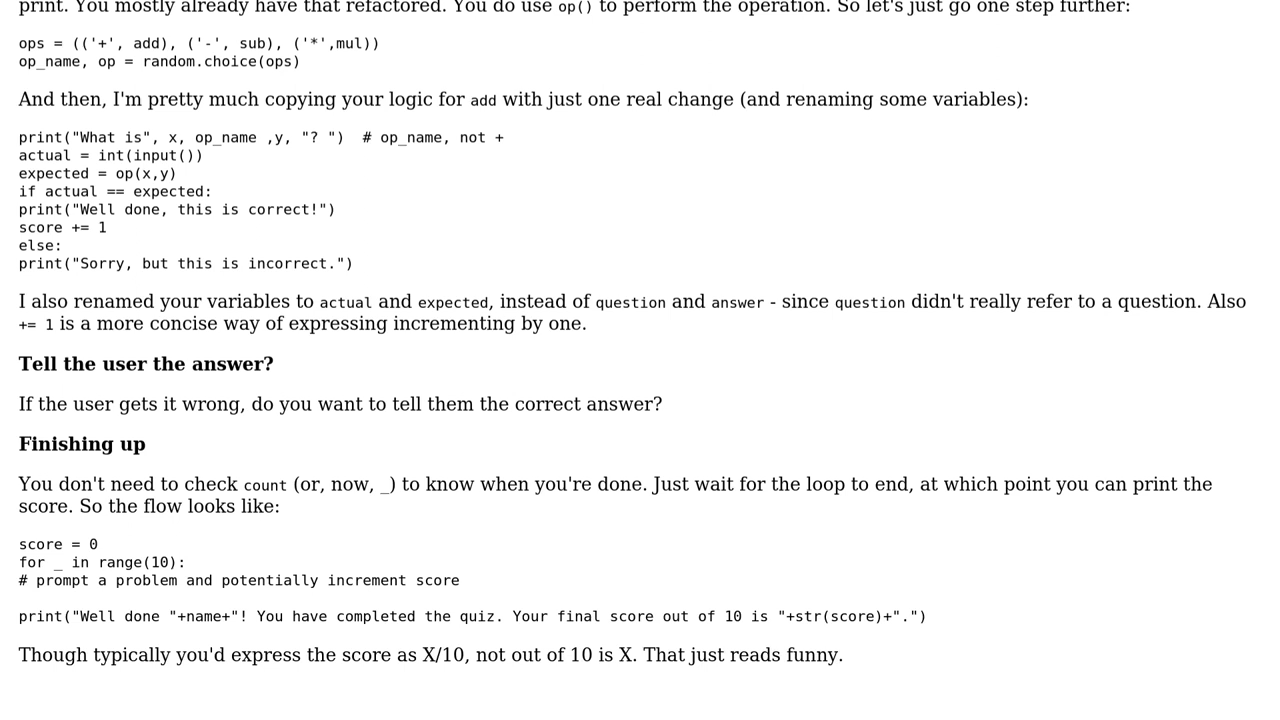 print. You mostly already have that refactored. You do use op() to perform the operation. So let's just go one step further:
ops = (('+', add), ('-', sub), ('*',mul))
op_name, op = random.choice(ops)
And then, I'm pretty much copying your logic for add with just one real change (and renaming some variables):
print("What is", x, op_name ,y, "? ")  # op_name, not +
actual = int(input())
expected = op(x,y)
if actual == expected:
print("Well done, this is correct!")
score += 1
else:
print("Sorry, but this is incorrect.")
I also renamed your variables to actual and expected, instead of question and answer - since question didn't really refer to a question. Also
+= 1 is a more concise way of expressing incrementing by one.
Tell the user the answer?
If the user gets it wrong, do you want to tell them the correct answer?
Finishing up
You don't need to check count (or, now, _) to know when you're done. Just wait for the loop to end, at which point you can print the
score. So the flow looks like:
score = 0
for _ in range(10):
# prompt a problem and potentially increment score
print("Well done "+name+"! You have completed the quiz. Your final score out of 10 is "+str(score)+".")
Though typically you'd express the score as X/10, not out of 10 is X. That just reads funny.